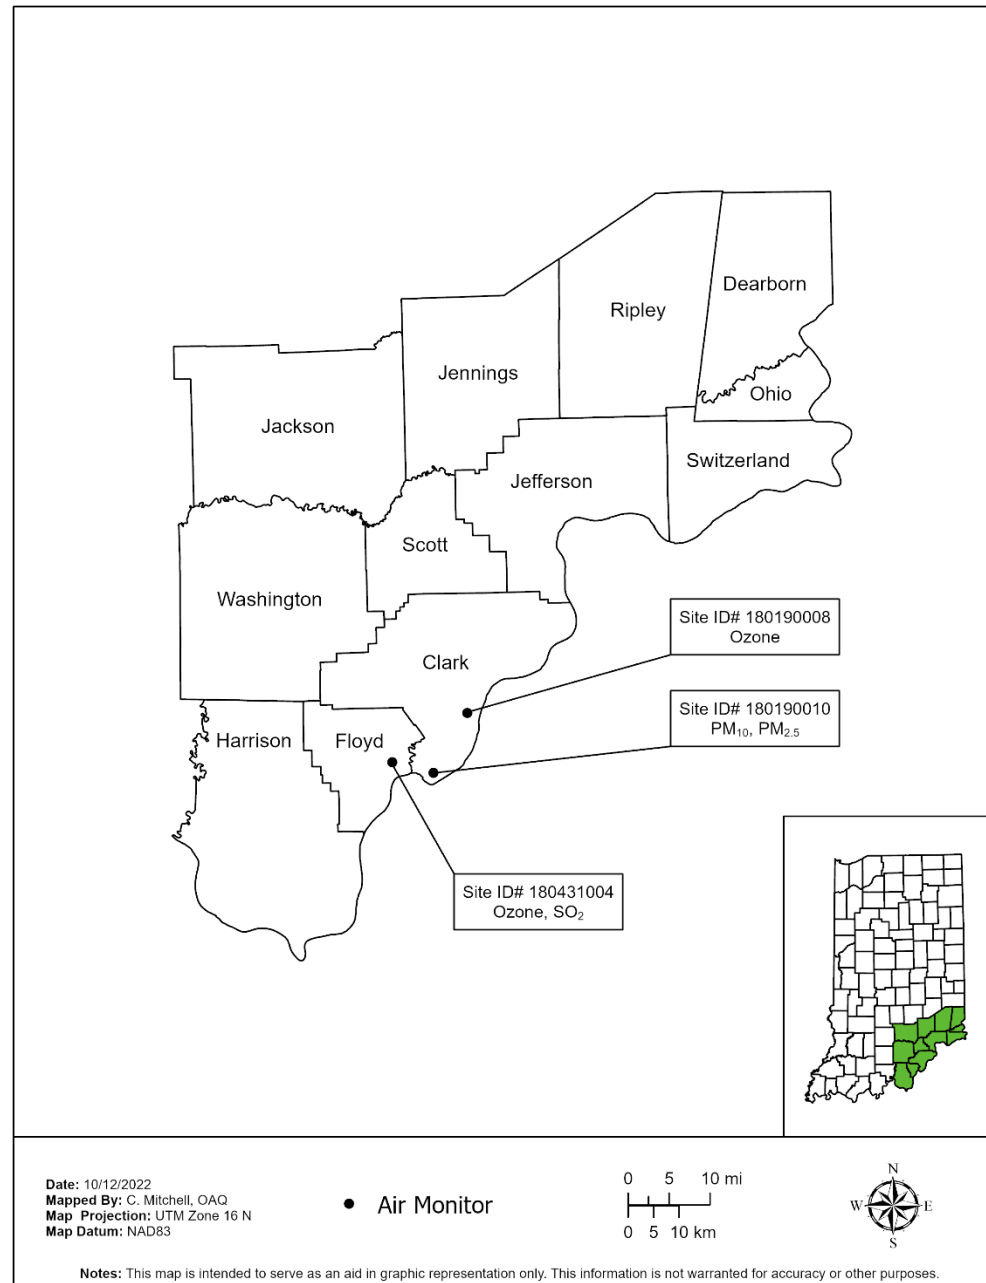 Dearborn
Ripley
Jennings
Ohio
Jackson
Switzerland
Jefferson
Scott
Washington
Site ID# 180190008
Ozone
Clark
Site ID# 180190010
PM₁₀, PM₂.₅
Harrison
Floyd
Site ID# 180431004
Ozone, SO₂
Date: 10/12/2022
Mapped By: C. Mitchell, OAQ
Map Projection: UTM Zone 16 N
Map Datum: NAD83
Air Monitor
0 5 10 mi
0 5 10 km
N
W E
S
Notes: This map is intended to serve as an aid in graphic representation only. This information is not warranted for accuracy or other purposes.